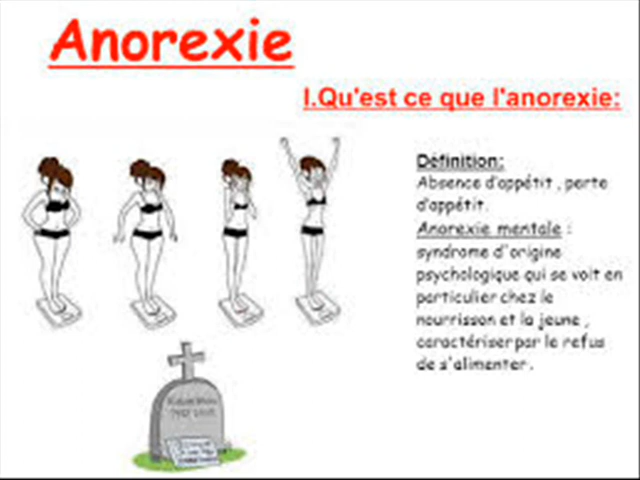 Anorexie
I.Qu'est ce que l'anorexie:
Définition:
Absence d'appétit , perte
d'appétit.
Anorexie mentale :
syndrome d'origine
psychologique qui se voit en
particulier chez le
nourrisson et la jeune ,
caractériser par le refus
de s'alimenter .